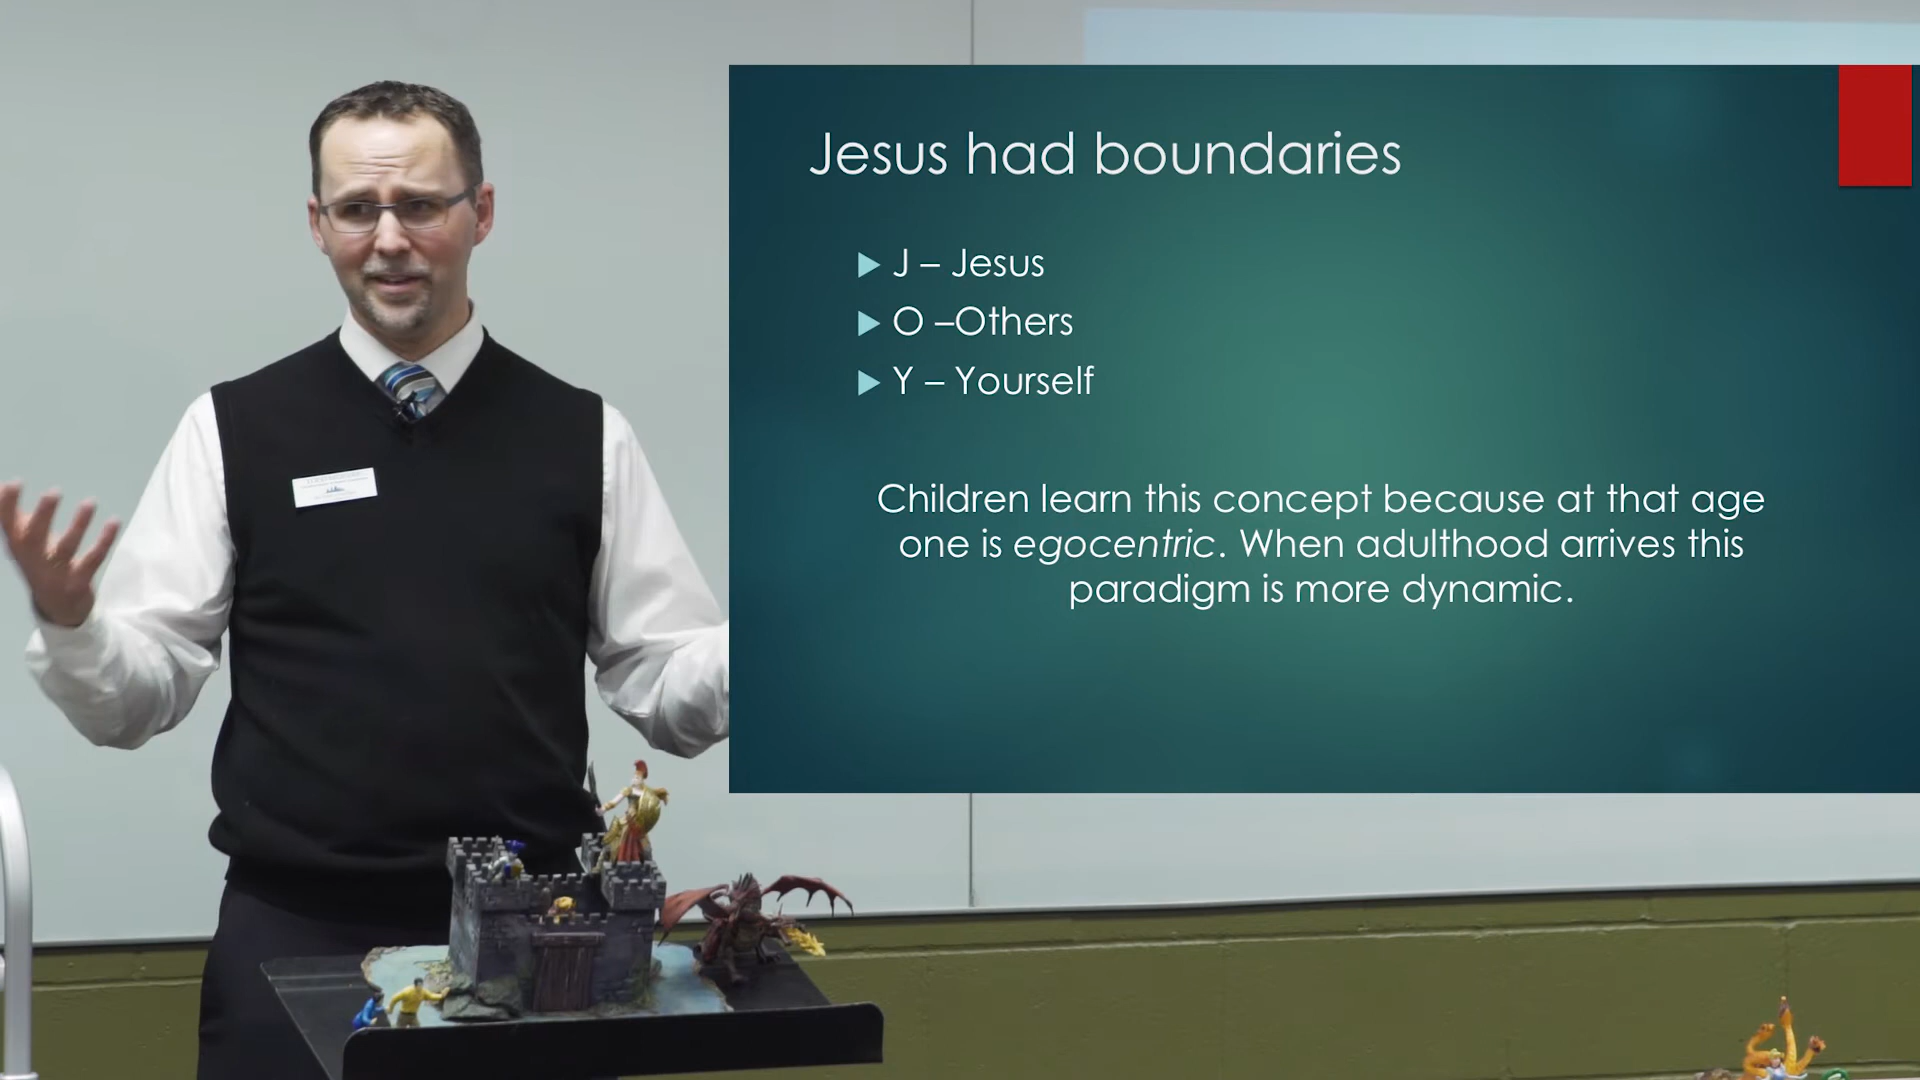 Jesus had boundaries
J – Jesus
O –Others
Y – Yourself
Children learn this concept because at that age
one is egocentric. When adulthood arrives this
paradigm is more dynamic.